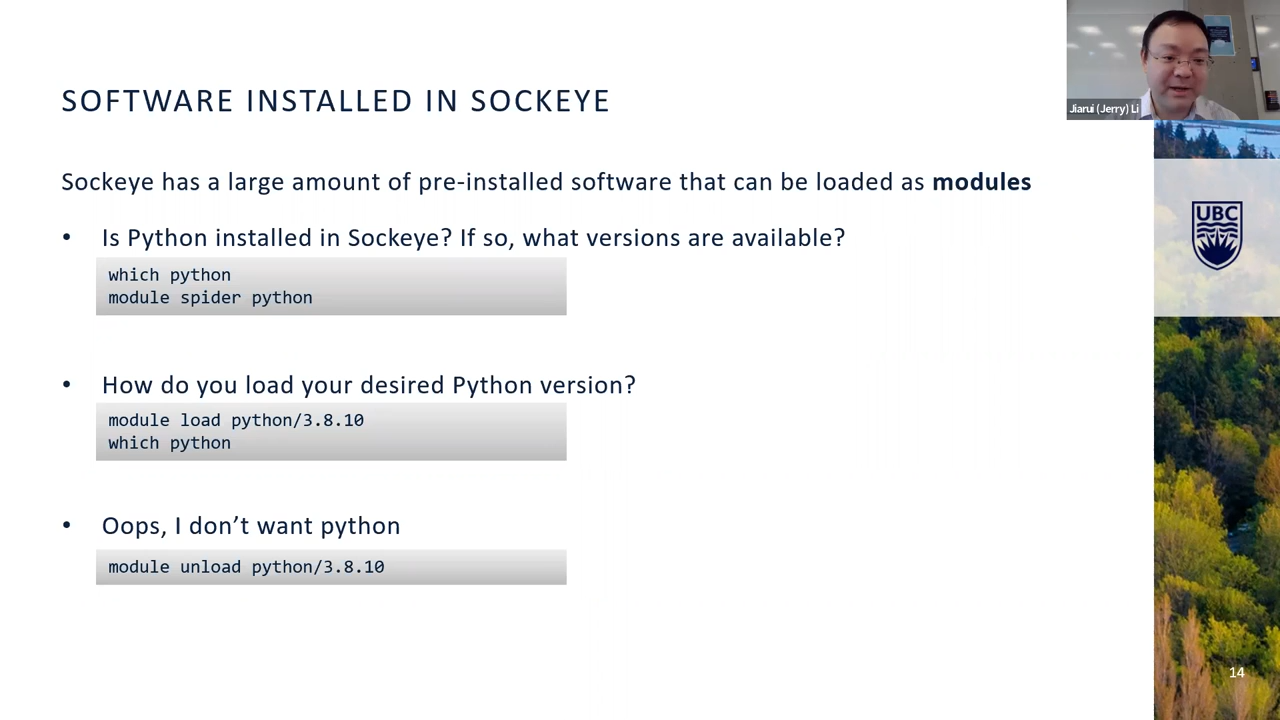 SOFTWARE INSTALLED IN SOCKEYE
Jiarui (Jerry) Li
Sockeye has a large amount of pre-installed software that can be loaded as modules
UBC
• Is Python installed in Sockeye? If so, what versions are available?
which python
module spider python
• How do you load your desired Python version?
module load python/3.8.10
which python
• Oops, I don’t want python
module unload python/3.8.10
14